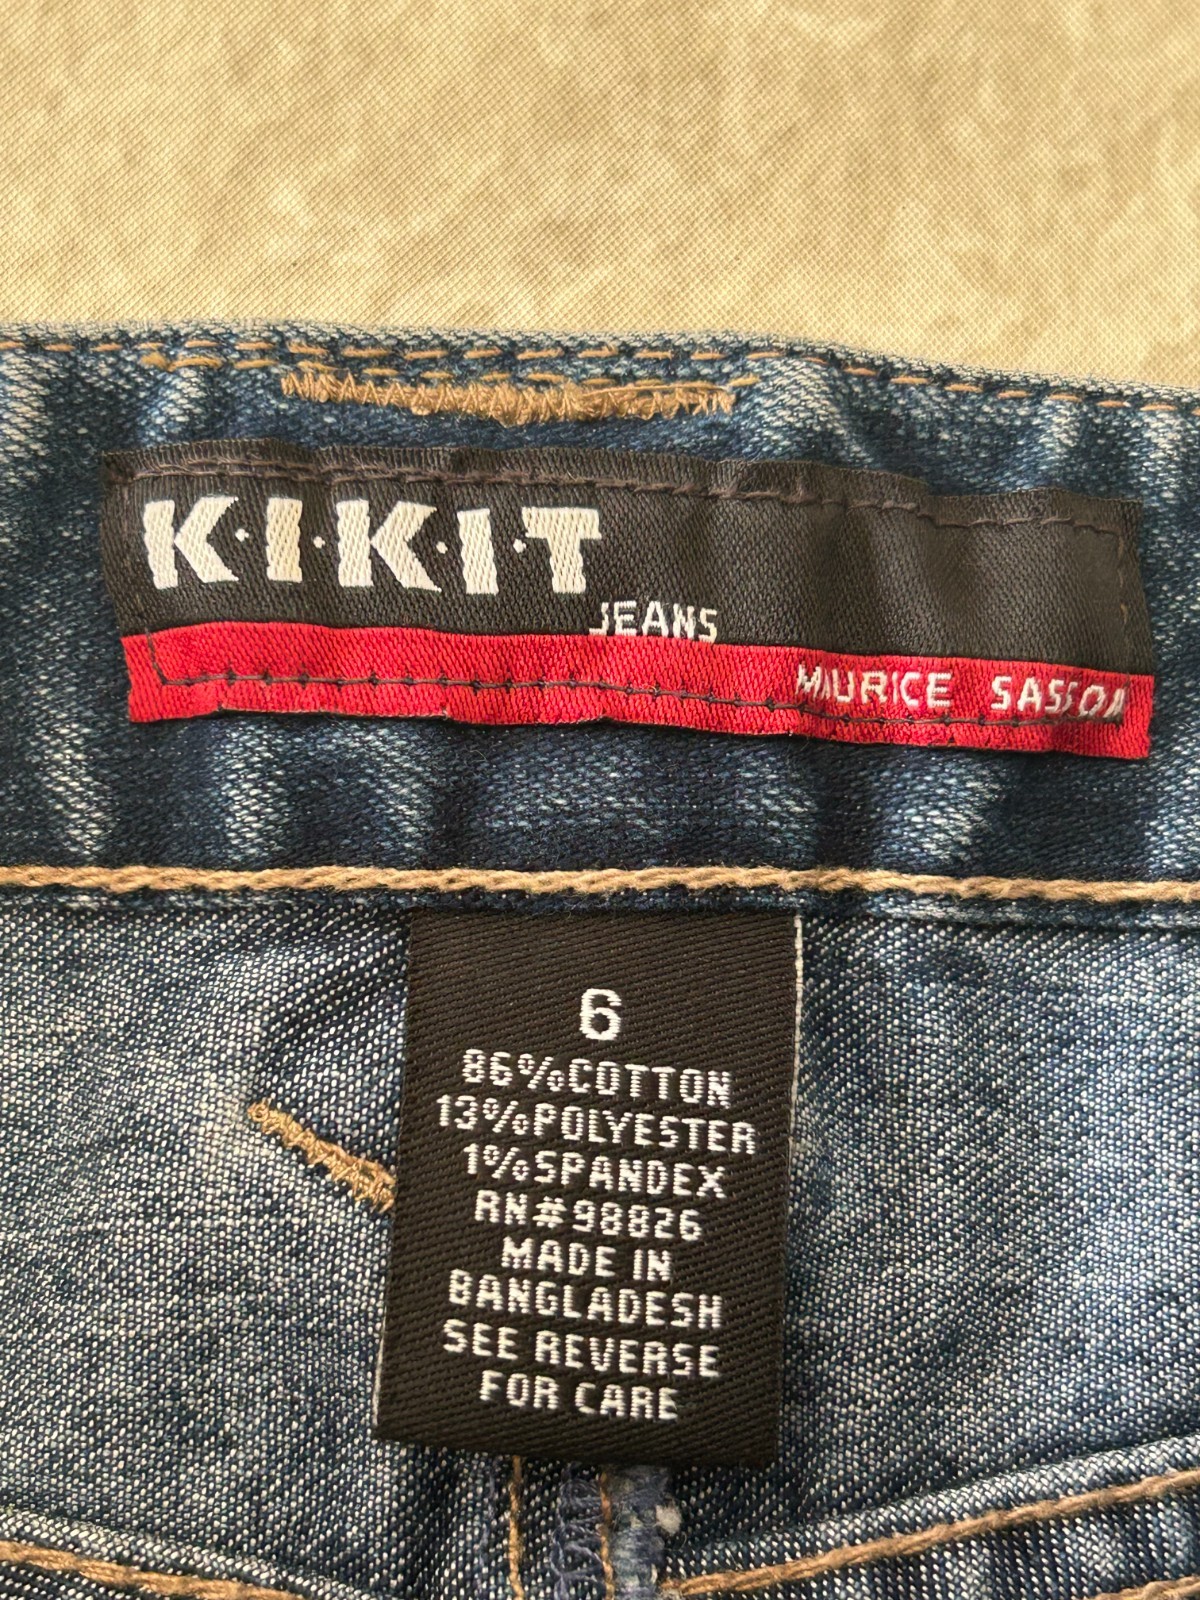 K·I·K·I·T
JEANS
MAURICE SASSON
6
86%COTTON
13%POLYESTER
1%SPANDEX
RN#98826
MADE IN
BANGLADESH
SEE REVERSE
FOR CARE